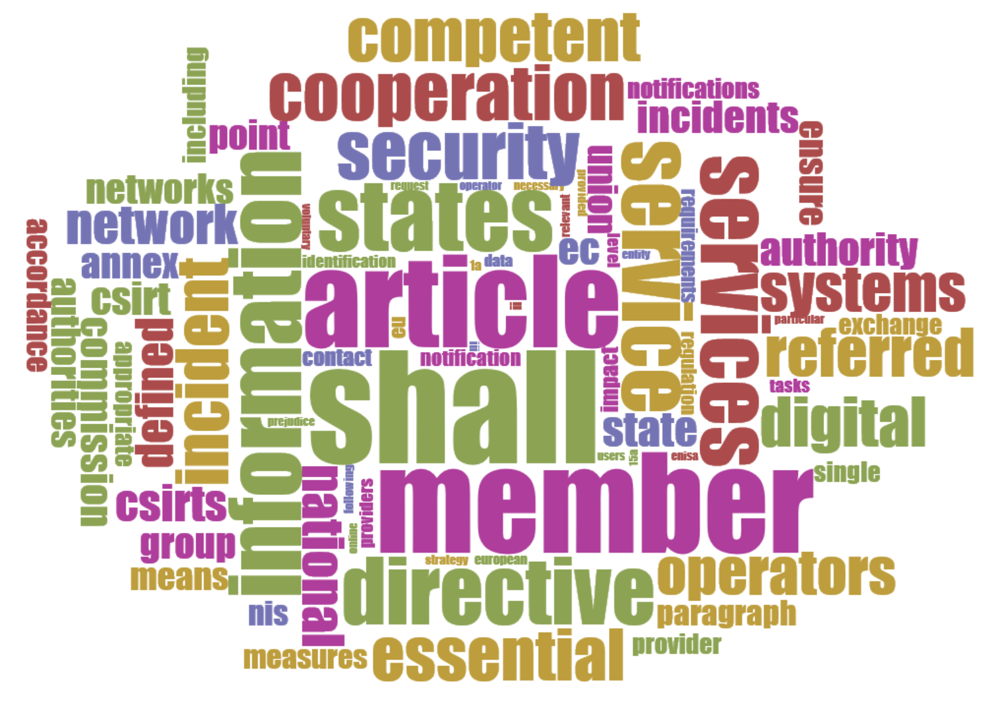 competent
cooperation
notifications
incidents
including
point
security
union
service
services
ensure
networks
information
request
operator
necessary
provided
states
relevant
requirements
network
voluntary
accordance
annex
identification
1a
data
ec
level
entity
authority
article
ii
eu
systems
csirt
incident
authorities
commission
appropriate
defined
particular
exchange
referred
contact
iii
notification
impact
regulation
shall
tasks
prejudice
state
digital
users
15a
enisa
member
single
national
following
providers
online
csirts
group
means
strategy
european
directive
operators
nis
paragraph
measures
essential
provider